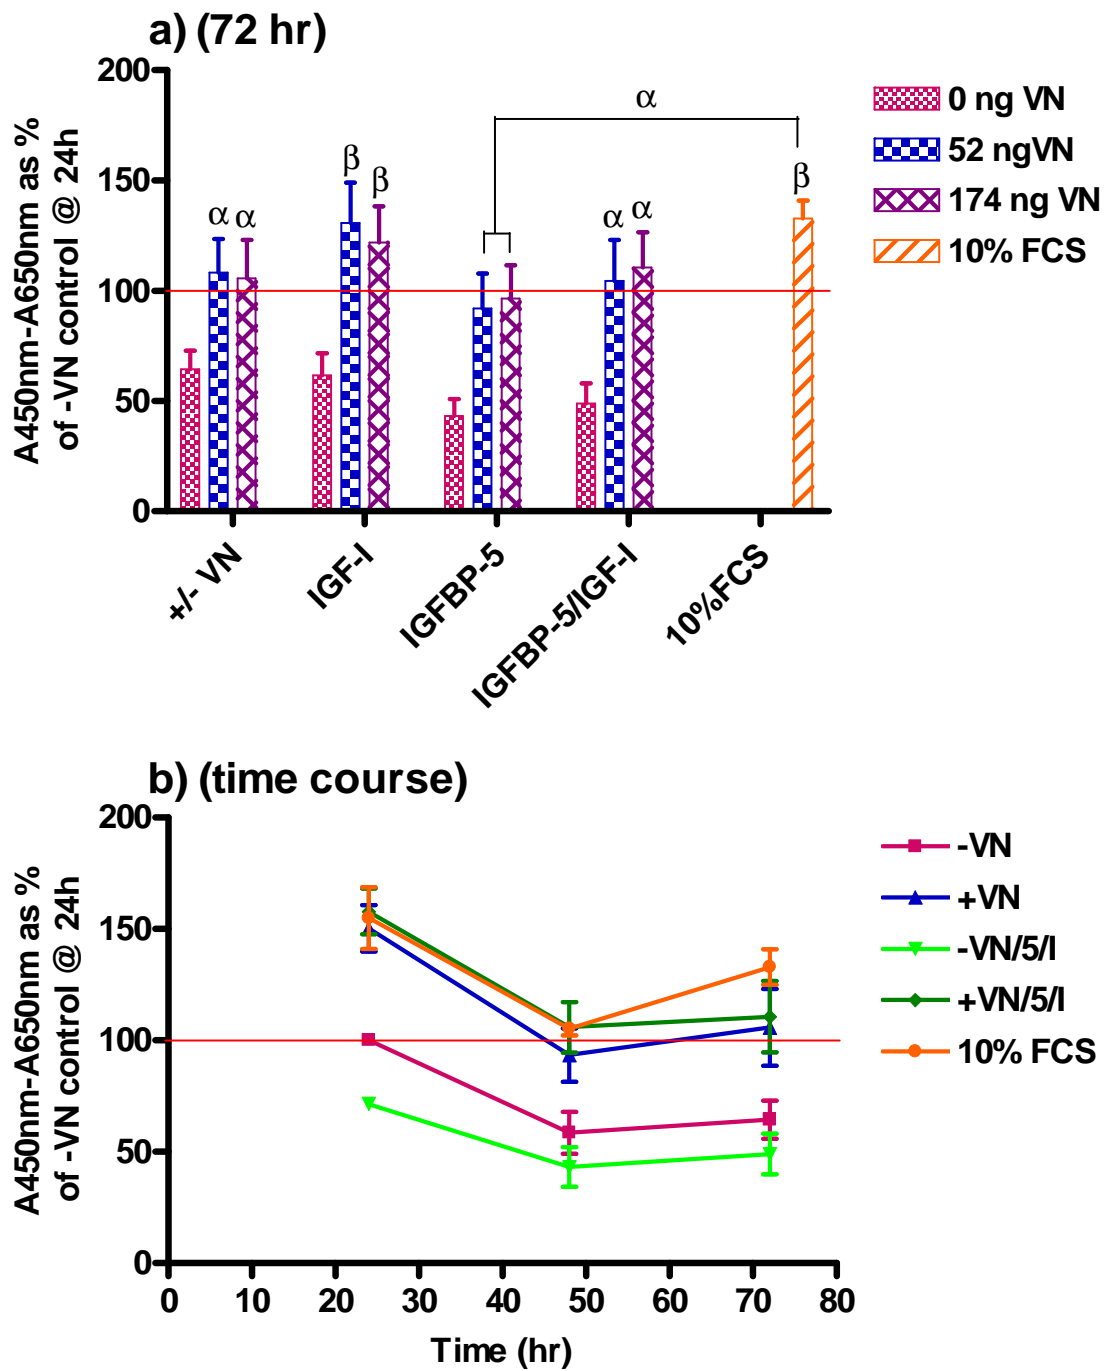 a) (72 hr)
A450nm-A650nm as %
of -VN control @ 24h
200
150
100
50
0
α
α
β
β
α
α
α
β
0 ng VN
52 ngVN
174 ng VN
10% FCS
+/- VN
IGF-I
IGFBP-5
IGFBP-5/IGF-I
10%FCS
b) (time course)
A450nm-A650nm as %
of -VN control @ 24h
200
150
100
50
0
0 10 20 30 40 50 60 70 80
Time (hr)
-VN
+VN
-VN/5/I
+VN/5/I
10% FCS